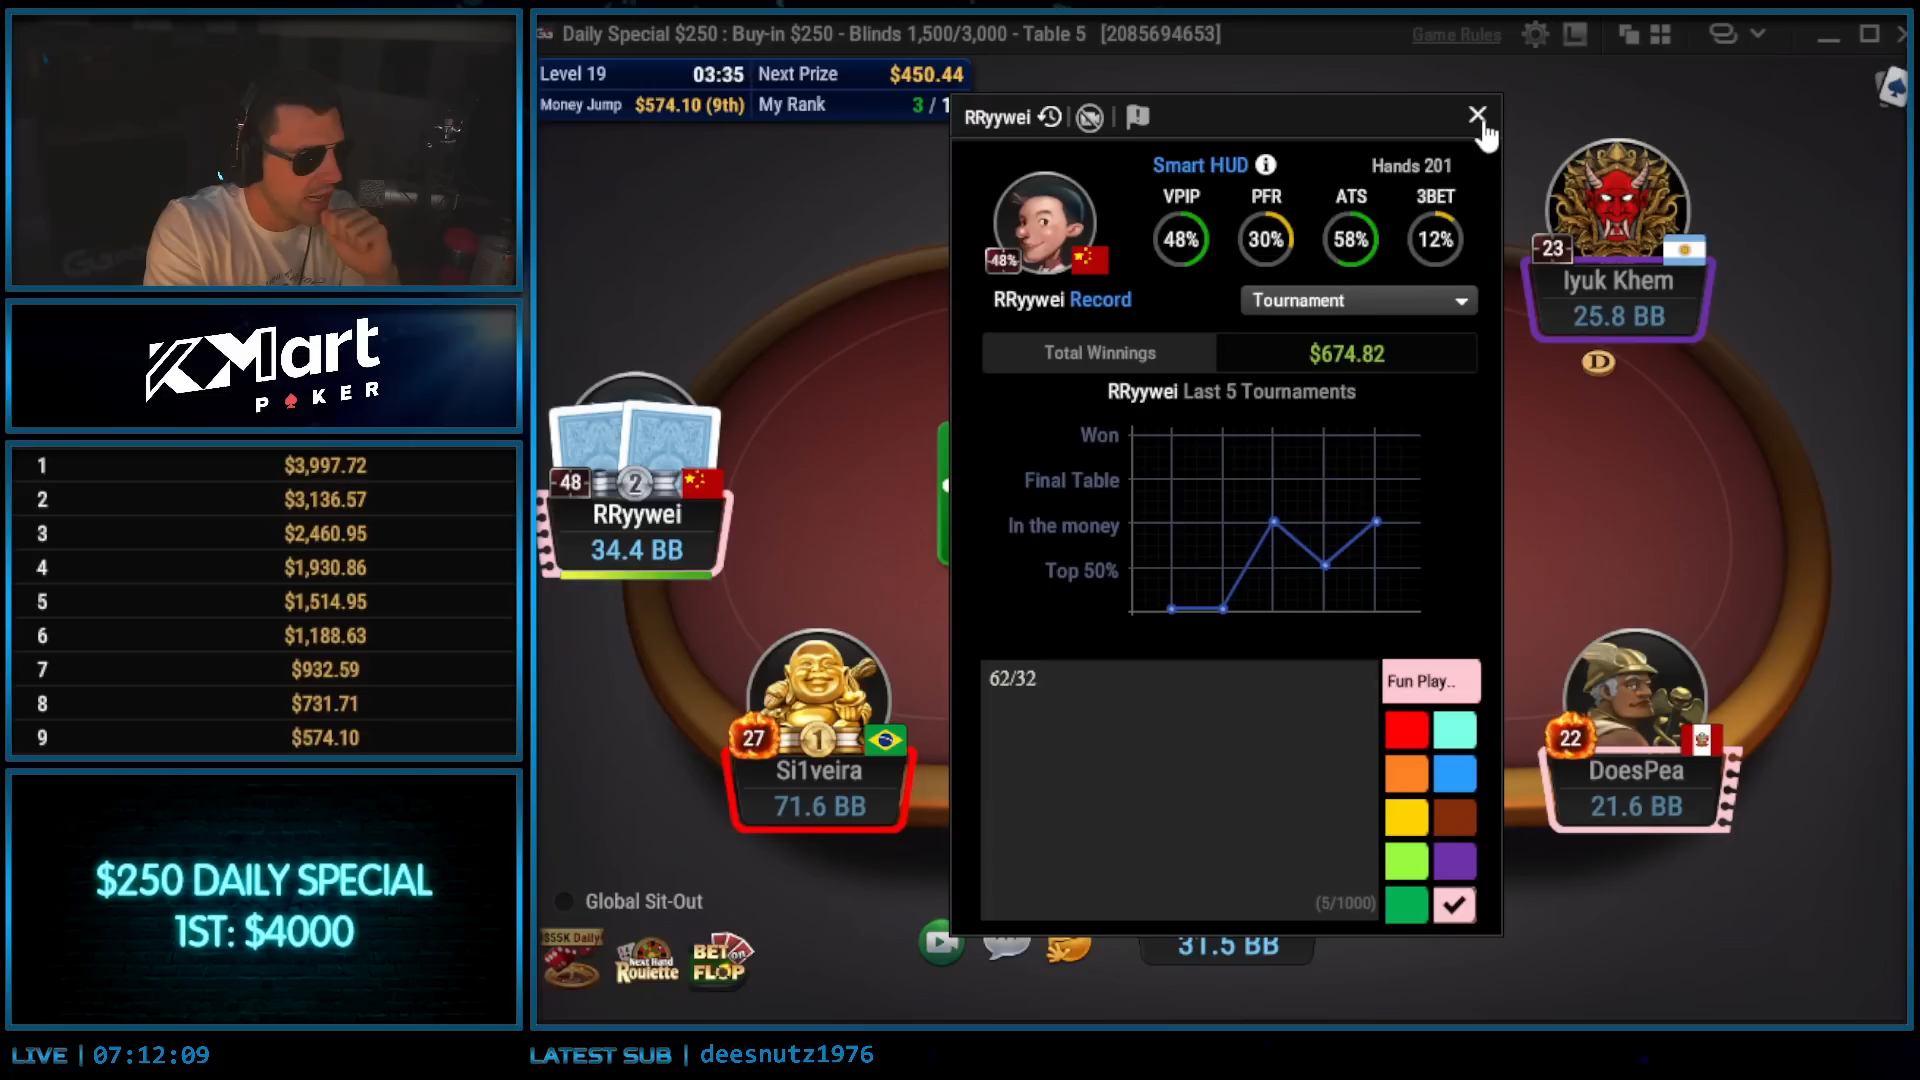 Daily Special $250 : Buy-in $250 - Blinds 1,500/3,000 - Table 5 [2085694653]
Game Rules
Level 19
03:35
Next Prize
$450.44
Money Jump
$574.10 (9th)
My Rank
3 / 1
RRyywei
Smart HUD
Hands 201
VPIP
PFR
ATS
3BET
48%
30%
58%
12%
48%
RRyywei Record
Tournament
Total Winnings
$674.82
RRyywei Last 5 Tournaments
Won
Final Table
In the money
Top 50%
62/32
Fun Play..
(5/1000)
23
Iyuk Khem
25.8 BB
D
48
2
RRyywei
34.4 BB
27
1
Si1veira
71.6 BB
22
DoesPea
21.6 BB
31.5 BB
Global Sit-Out
$55K Daily
Next Hand
Roulette
BET on
FLOP
KMart
POKER
1 $3,997.72
2 $3,136.57
3 $2,460.95
4 $1,930.86
5 $1,514.95
6 $1,188.63
7 $932.59
8 $731.71
9 $574.10
$250 DAILY SPECIAL
1ST: $4000
LIVE | 07:12:09
LATEST SUB | deesnutz1976